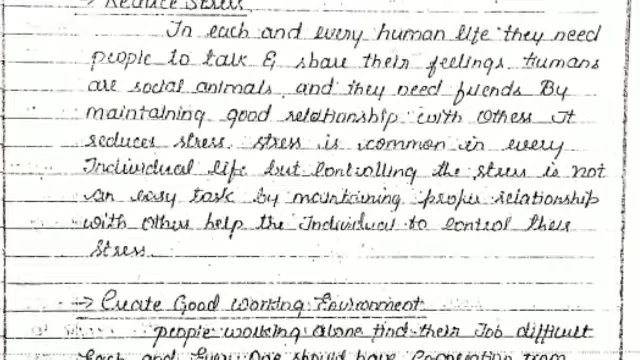 → Reduce Stress
In each and every human life they need
people to talk & share their feelings. Humans
are social animals and they need friends By
maintaining good relationship with Others It
reduces stress. stress is common in every
Individual life but Controlling the stress is not
an easy task by maintaining proper relationship
with Others help the Individual to Control their
Stress.
→ Create Good Working Environment
people working alone find their Job difficult
Each and Every One should have Cooperation from